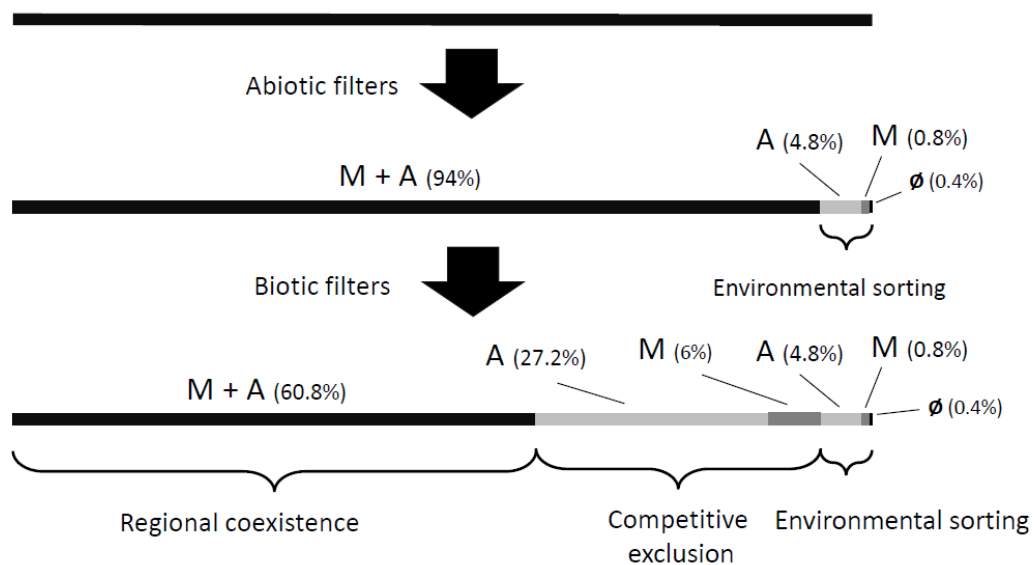 Abiotic filters
M + A (94%)
A (4.8%)
M (0.8%)
ø (0.4%)
Environmental sorting
Biotic filters
M + A (60.8%)
A (27.2%)
M (6%)
A (4.8%)
M (0.8%)
ø (0.4%)
Regional coexistence
Competitive
exclusion
Environmental sorting